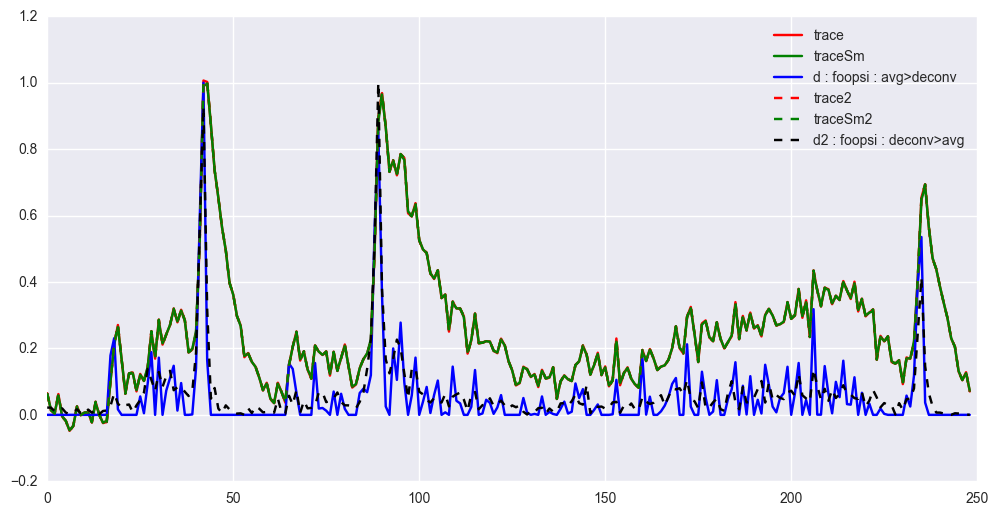 1.2
1.0
0.8
0.6
0.4
0.2
0.0
−0.2
0
50
100
150
200
250
trace
traceSm
d : foopsi : avg>deconv
trace2
traceSm2
d2 : foopsi : deconv>avg